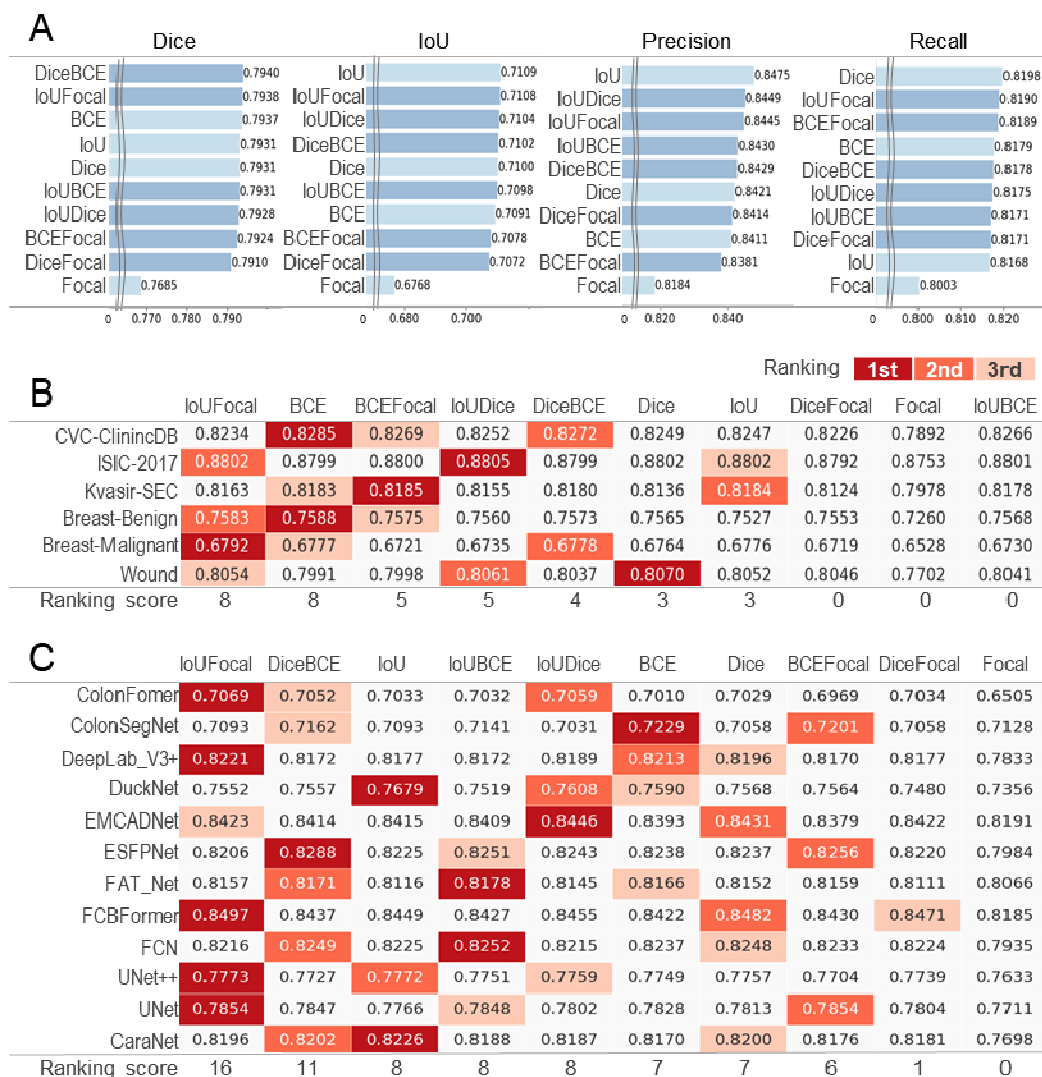 A
Dice IoU Precision Recall
DiceBCE 0.7940 IoU 0.7109 IoU 0.8475 Dice 0.8198
IoUFocal 0.7938 IoUFocal 0.7108 IoUDice 0.8449 IoUFocal 0.8190
BCE 0.7937 IoUDice 0.7104 IoUFocal 0.8445 BCEFocal 0.8189
IoU 0.7931 DiceBCE 0.7102 IoUBCE 0.8430 BCE 0.8179
Dice 0.7931 Dice 0.7100 DiceBCE 0.8429 DiceBCE 0.8178
IoUBCE 0.7931 IoUBCE 0.7098 Dice 0.8421 IoUDice 0.8175
IoUDice 0.7928 BCE 0.7091 DiceFocal 0.8414 IoUBCE 0.8171
BCEFocal 0.7924 BCEFocal 0.7078 BCE 0.8411 DiceFocal 0.8171
DiceFocal 0.7910 DiceFocal 0.7072 BCEFocal 0.8381 IoU 0.8168
Focal 0.7685 Focal 0.6768 Focal 0.8184 Focal 0.8003
0 0.770 0.780 0.790 0 0.680 0.700 0 0.820 0.840 0 0.800 0.810 0.820
Ranking 1st 2nd 3rd
B
IoUFocal BCE BCEFocal IoUDice DiceBCE Dice IoU DiceFocal Focal IoUBCE
CVC-ClinincDB 0.8234 0.8285 0.8269 0.8252 0.8272 0.8249 0.8247 0.8226 0.7892 0.8266
ISIC-2017 0.8802 0.8799 0.8800 0.8805 0.8799 0.8802 0.8802 0.8792 0.8753 0.8801
Kvasir-SEC 0.8163 0.8183 0.8185 0.8155 0.8180 0.8136 0.8184 0.8124 0.7978 0.8178
Breast-Benign 0.7583 0.7588 0.7575 0.7560 0.7573 0.7565 0.7527 0.7553 0.7260 0.7568
Breast-Malignant 0.6792 0.6777 0.6721 0.6735 0.6778 0.6764 0.6776 0.6719 0.6528 0.6730
Wound 0.8054 0.7991 0.7998 0.8061 0.8037 0.8070 0.8052 0.8046 0.7702 0.8041
Ranking score 8 8 5 5 4 3 3 0 0 0
C
IoUFocal DiceBCE IoU IoUBCE IoUDice BCE Dice BCEFocal DiceFocal Focal
ColonFomer 0.7069 0.7052 0.7033 0.7032 0.7059 0.7010 0.7029 0.6969 0.7034 0.6505
ColonSegNet 0.7093 0.7162 0.7093 0.7141 0.7031 0.7229 0.7058 0.7201 0.7058 0.7128
DeepLab_V3+ 0.8221 0.8172 0.8177 0.8172 0.8189 0.8213 0.8196 0.8170 0.8177 0.7833
DuckNet 0.7552 0.7557 0.7679 0.7519 0.7608 0.7590 0.7568 0.7564 0.7480 0.7356
EMCADNet 0.8423 0.8414 0.8415 0.8409 0.8446 0.8393 0.8431 0.8379 0.8422 0.8191
ESFPNet 0.8206 0.8288 0.8225 0.8251 0.8243 0.8238 0.8237 0.8256 0.8220 0.7984
FAT_Net 0.8157 0.8171 0.8116 0.8178 0.8145 0.8166 0.8152 0.8159 0.8111 0.8066
FCBFormer 0.8497 0.8437 0.8449 0.8427 0.8455 0.8422 0.8482 0.8430 0.8471 0.8185
FCN 0.8216 0.8249 0.8225 0.8252 0.8215 0.8237 0.8248 0.8233 0.8224 0.7935
UNet++ 0.7773 0.7727 0.7772 0.7751 0.7759 0.7749 0.7757 0.7704 0.7739 0.7633
UNet 0.7854 0.7847 0.7766 0.7848 0.7802 0.7828 0.7813 0.7854 0.7804 0.7711
CaraNet 0.8196 0.8202 0.8226 0.8188 0.8187 0.8170 0.8200 0.8176 0.8181 0.7698
Ranking score 16 11 8 8 8 7 7 6 1 0